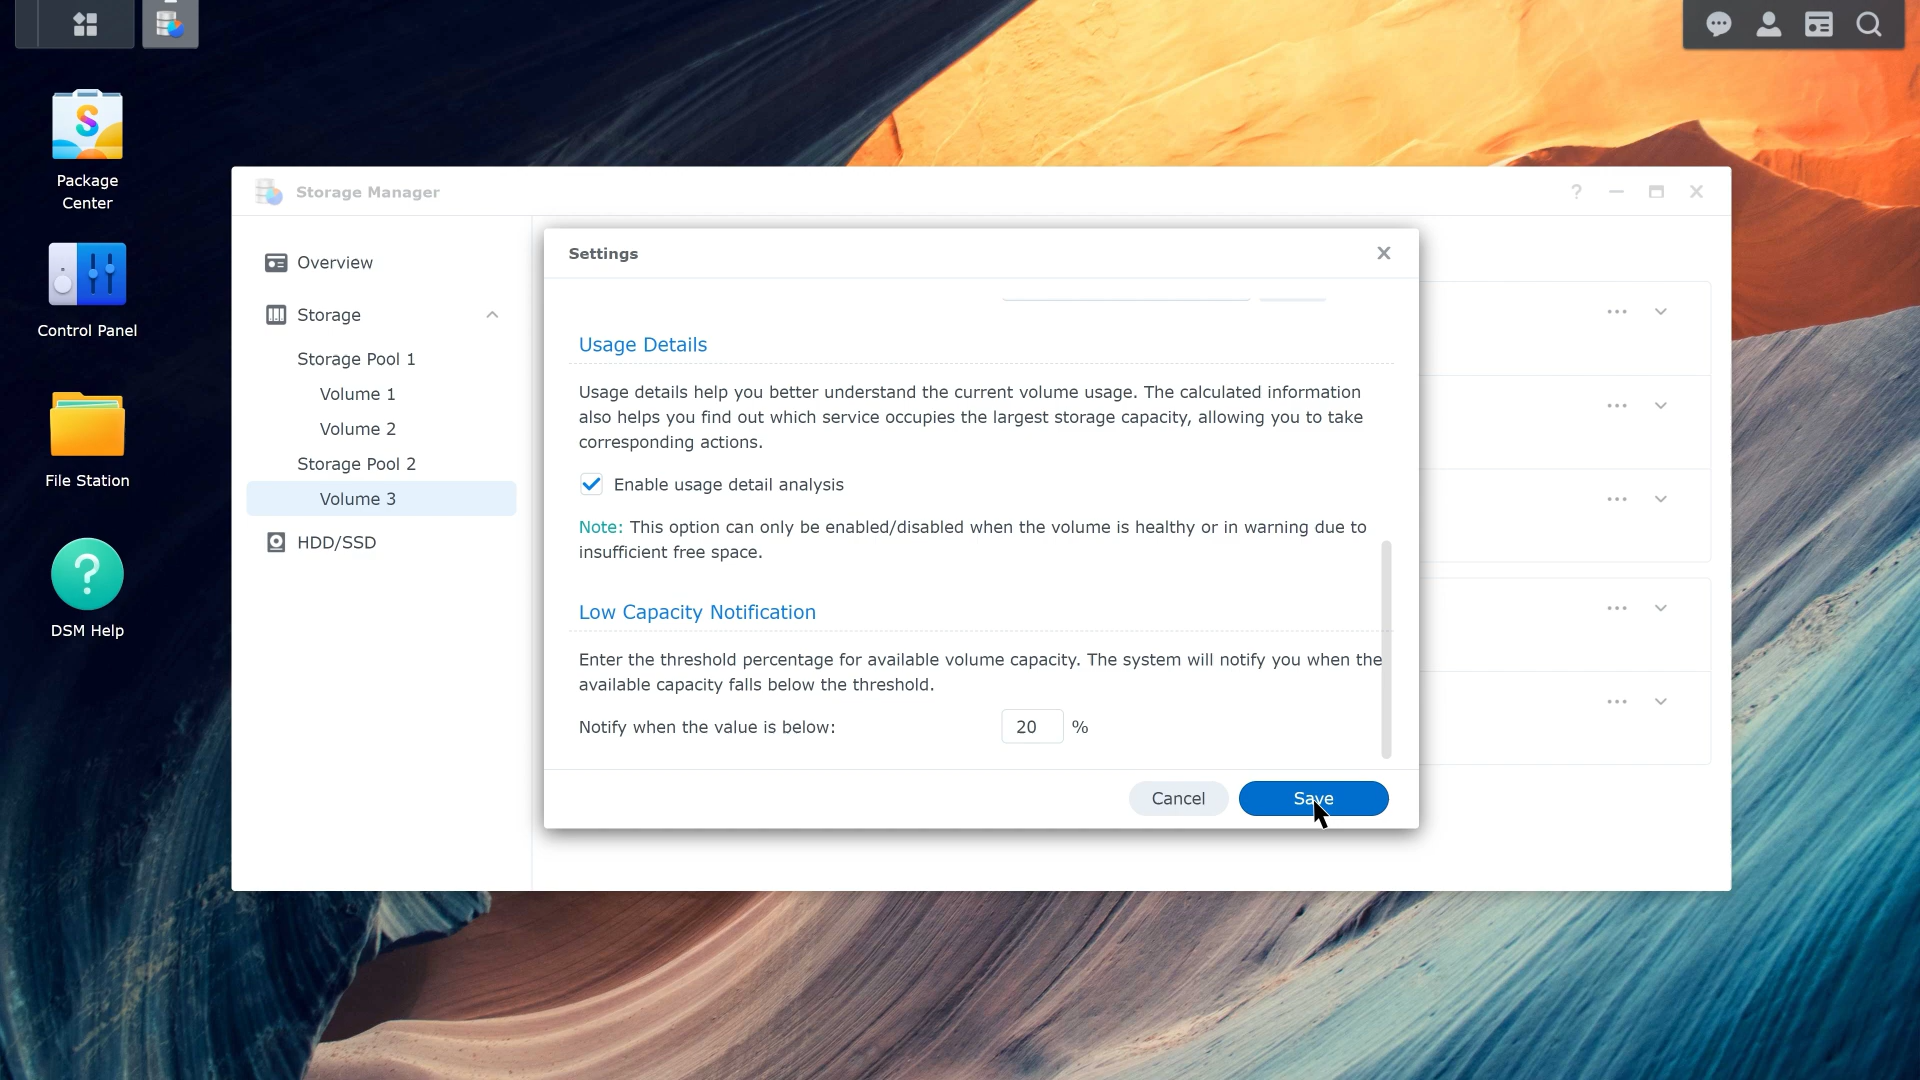 Package
Center
Control Panel
File Station
DSM Help
Storage Manager
Overview
Storage
Storage Pool 1
Volume 1
Volume 2
Storage Pool 2
Volume 3
HDD/SSD
Settings
Usage Details
Usage details help you better understand the current volume usage. The calculated information
also helps you find out which service occupies the largest storage capacity, allowing you to take
corresponding actions.
Enable usage detail analysis
Note: This option can only be enabled/disabled when the volume is healthy or in warning due to
insufficient free space.
Low Capacity Notification
Enter the threshold percentage for available volume capacity. The system will notify you when the
available capacity falls below the threshold.
Notify when the value is below: 20 %
Cancel Save